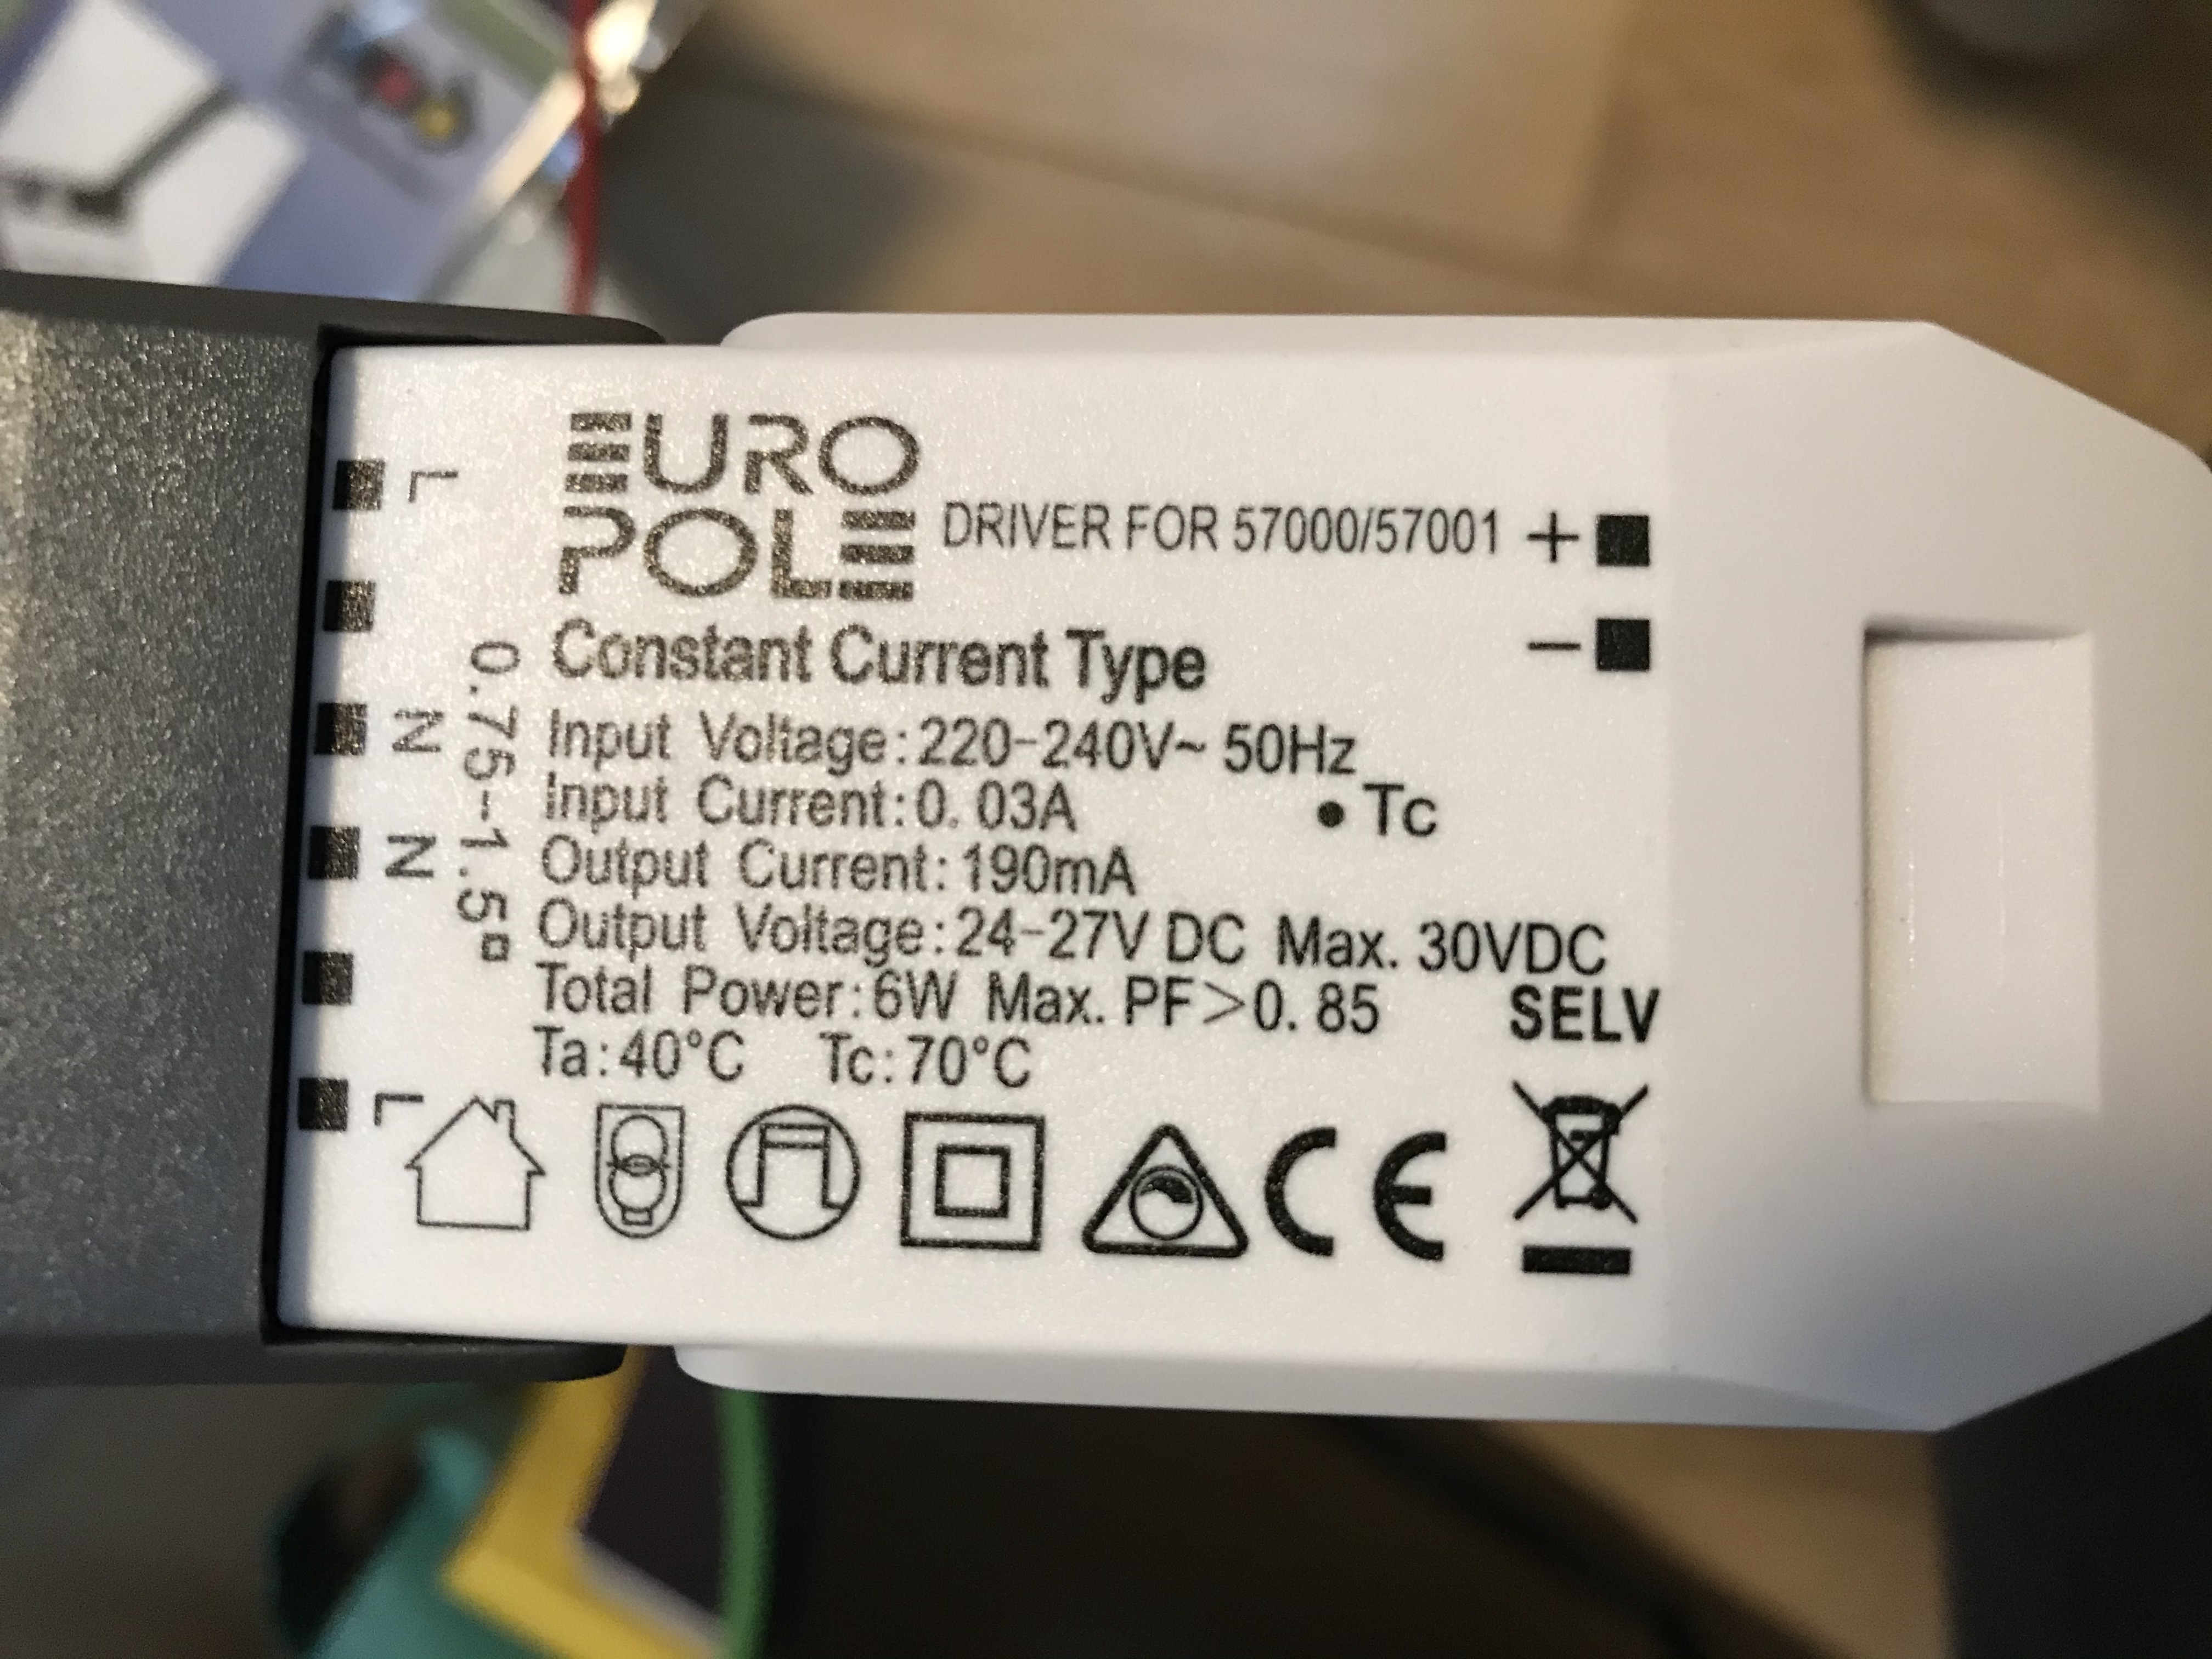 EURO
POLE
DRIVER FOR 57000/57001 +
−
Constant Current Type
Input Voltage:220-240V~ 50Hz
Input Current:0.03A
• Tc
Output Current:190mA
Output Voltage:24-27V DC Max. 30VDC
Total Power:6W Max. PF>0.85
SELV
Ta:40°C Tc:70°C
CE
L
N
N
L
0.75-1.5